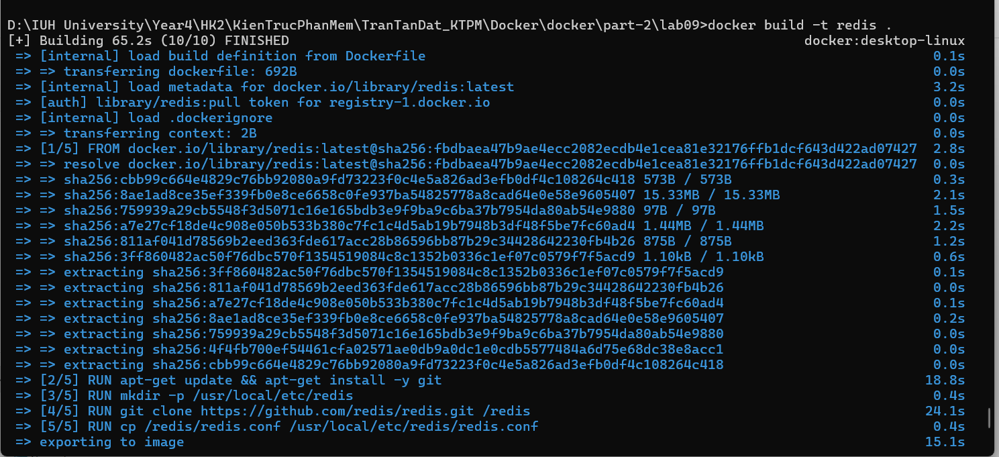 D:\IUH University\Year4\HK2\KienTrucPhanMem\TranTanDat_KTPM\Docker\docker\part-2\lab09>docker build -t redis .
[+] Building 65.2s (10/10) FINISHED docker:desktop-linux
=> [internal] load build definition from Dockerfile 0.1s
=> => transferring dockerfile: 692B 0.0s
=> [internal] load metadata for docker.io/library/redis:latest 3.2s
=> [auth] library/redis:pull token for registry-1.docker.io 0.0s
=> [internal] load .dockerignore 0.0s
=> => transferring context: 2B 0.0s
=> [1/5] FROM docker.io/library/redis:latest@sha256:fbdbaea47b9ae4ecc2082ecdb4e1cea81e32176ffb1dcf643d422ad07427 2.8s
=> => resolve docker.io/library/redis:latest@sha256:fbdbaea47b9ae4ecc2082ecdb4e1cea81e32176ffb1dcf643d422ad07427 0.0s
=> => sha256:cbb99c664e4829c76bb92080a9fd73223f0c4e5a826ad3efb0df4c108264c418 573B / 573B 0.3s
=> => sha256:8ae1ad8ce35ef339fb0e8ce6658c0fe937ba54825778a8cad64e0e58e9605407 15.33MB / 15.33MB 2.1s
=> => sha256:759939a29cb5548f3d5071c16e165bdb3e9f9ba9c6ba37b7954da80ab54e9880 97B / 97B 1.5s
=> => sha256:a7e27cf18de4c908e050b533b380c7fc1c4d5ab19b7948b3df48f5be7fc60ad4 1.44MB / 1.44MB 2.2s
=> => sha256:811af041d78569b2eed363fde617acc28b86596bb87b29c34428642230fb4b26 875B / 875B 1.2s
=> => sha256:3ff860482ac50f76dbc570f1354519084c8c1352b0336c1ef07c0579f7f5acd9 1.10kB / 1.10kB 0.6s
=> => extracting sha256:3ff860482ac50f76dbc570f1354519084c8c1352b0336c1ef07c0579f7f5acd9 0.1s
=> => extracting sha256:811af041d78569b2eed363fde617acc28b86596bb87b29c34428642230fb4b26 0.0s
=> => extracting sha256:a7e27cf18de4c908e050b533b380c7fc1c4d5ab19b7948b3df48f5be7fc60ad4 0.1s
=> => extracting sha256:8ae1ad8ce35ef339fb0e8ce6658c0fe937ba54825778a8cad64e0e58e9605407 0.2s
=> => extracting sha256:759939a29cb5548f3d5071c16e165bdb3e9f9ba9c6ba37b7954da80ab54e9880 0.0s
=> => extracting sha256:4f4fb700ef54461cfa02571ae0db9a0dc1e0cdb5577484a6d75e68dc38e8acc1 0.0s
=> => extracting sha256:cbb99c664e4829c76bb92080a9fd73223f0c4e5a826ad3efb0df4c108264c418 0.0s
=> [2/5] RUN apt-get update && apt-get install -y git 18.8s
=> [3/5] RUN mkdir -p /usr/local/etc/redis 0.4s
=> [4/5] RUN git clone https://github.com/redis/redis.git /redis 24.1s
=> [5/5] RUN cp /redis/redis.conf /usr/local/etc/redis/redis.conf 0.4s
=> exporting to image 15.1s